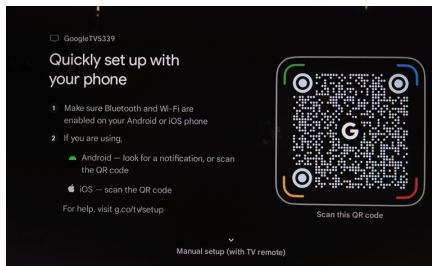 GoogleTV5339
Quickly set up with
your phone
1 Make sure Bluetooth and Wi-Fi are
enabled on your Android or iOS phone
2 If you are using,
Android — look for a notification, or scan
the QR code
iOS — scan the QR code
For help, visit g.co/tv/setup
G
Scan this QR code
Manual setup (with TV remote)